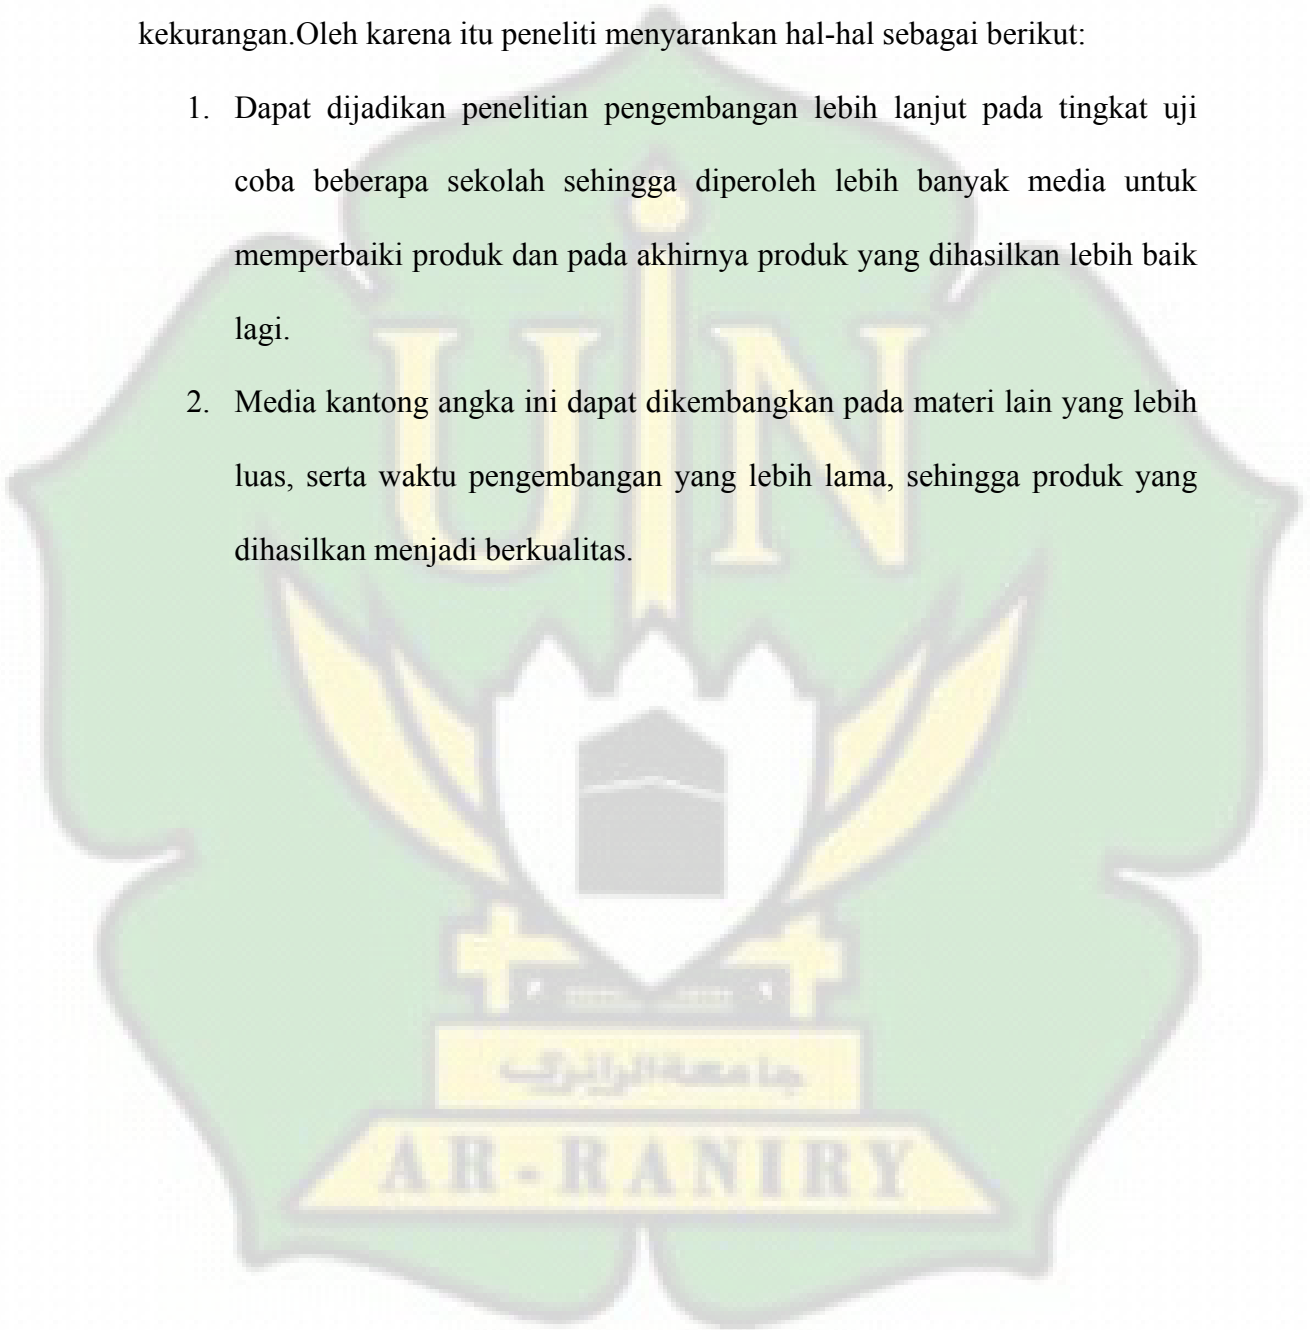 kekurangan.Oleh karena itu peneliti menyarankan hal-hal sebagai berikut:
1. Dapat dijadikan penelitian pengembangan lebih lanjut pada tingkat uji
coba beberapa sekolah sehingga diperoleh lebih banyak media untuk
memperbaiki produk dan pada akhirnya produk yang dihasilkan lebih baik
lagi.
2. Media kantong angka ini dapat dikembangkan pada materi lain yang lebih
luas, serta waktu pengembangan yang lebih lama, sehingga produk yang
dihasilkan menjadi berkualitas.
UIN
جامعة الرانرك
AR-RANIRY